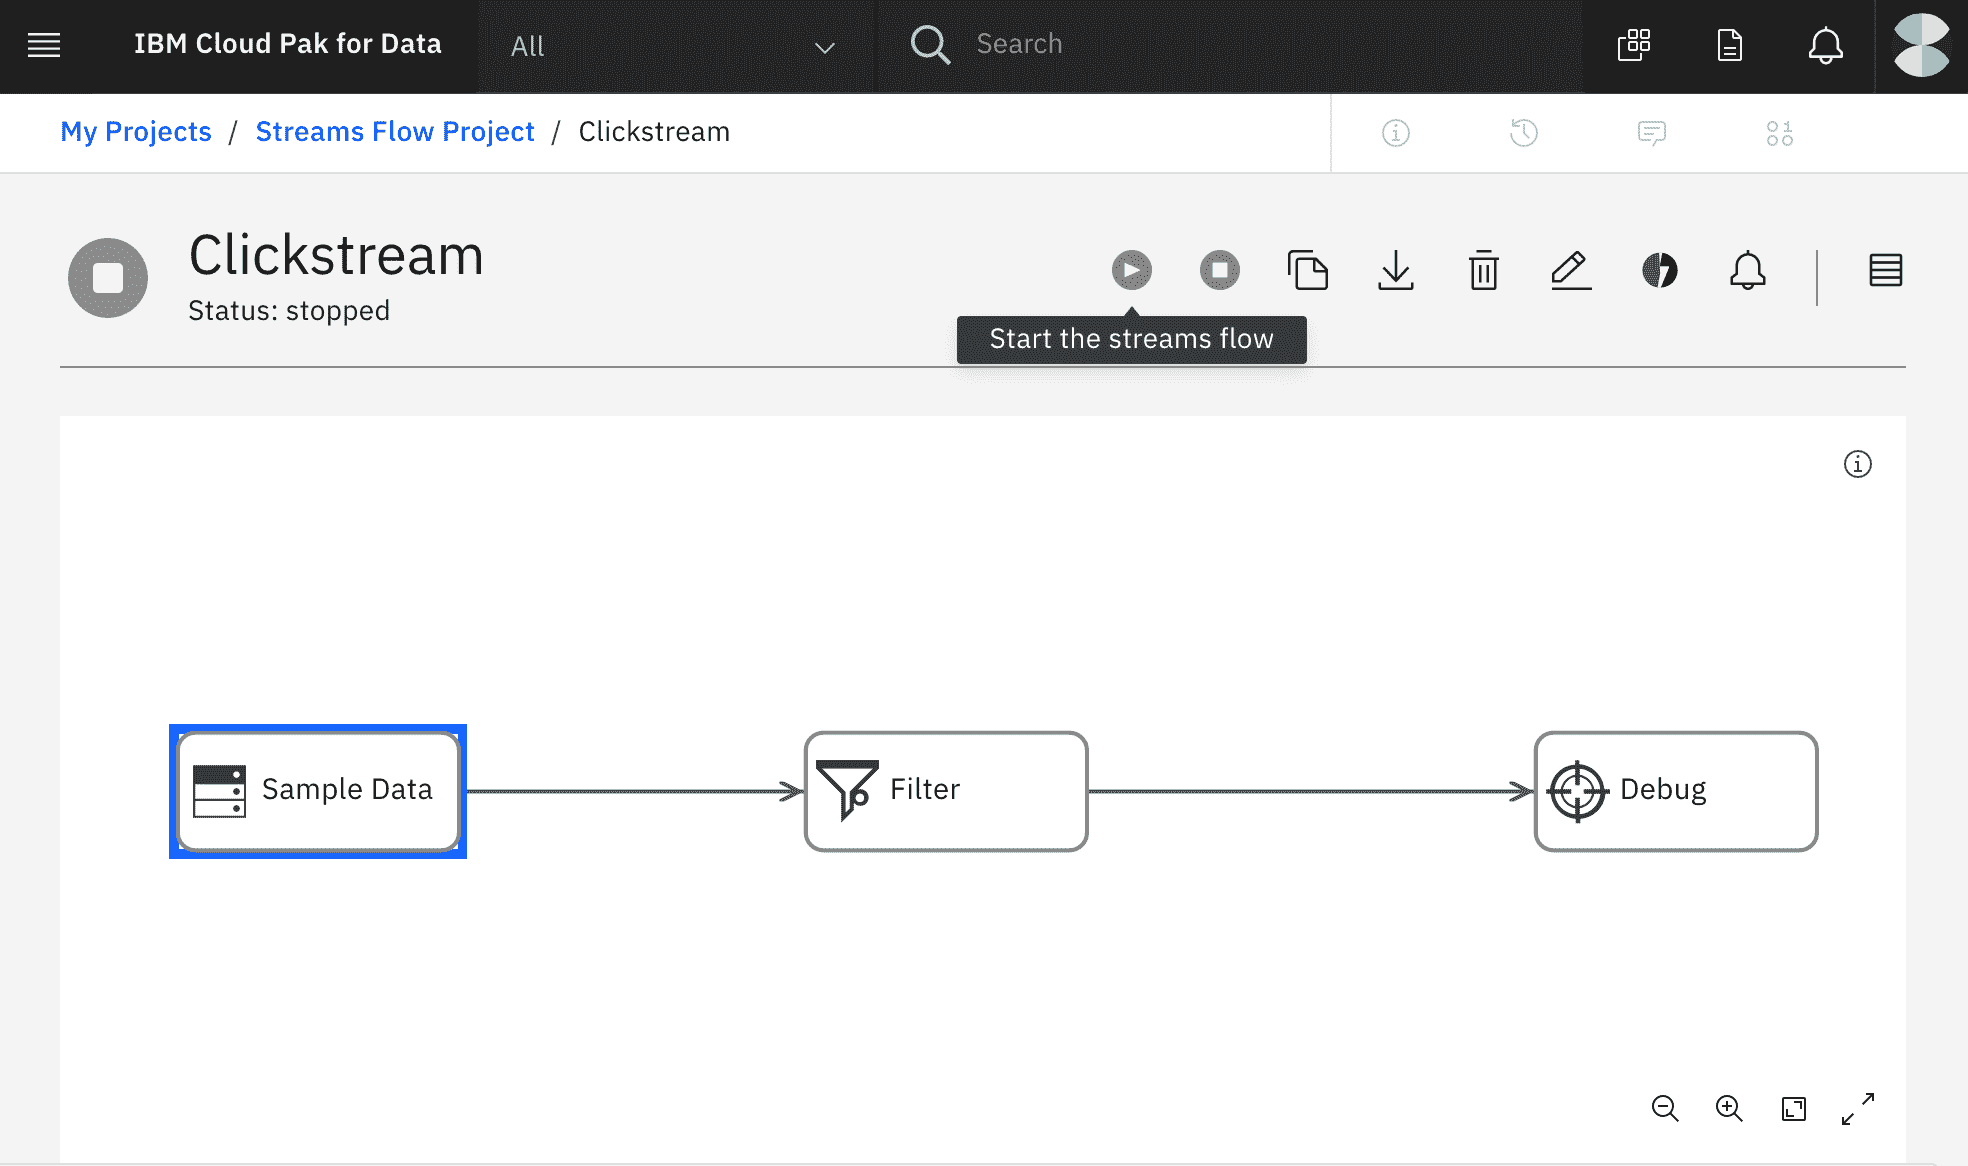 IBM Cloud Pak for Data
All
Search
My Projects / Streams Flow Project / Clickstream
Clickstream
Status: stopped
Start the streams flow
Sample Data
Filter
Debug